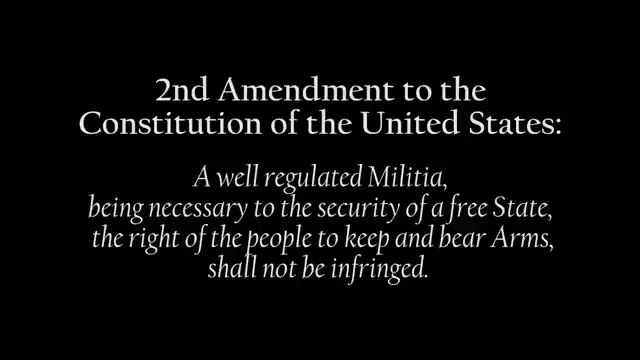 2nd Amendment to the
Constitution of the United States:
A well regulated Militia,
being necessary to the security of a free State,
the right of the people to keep and bear Arms,
shall not be infringed.